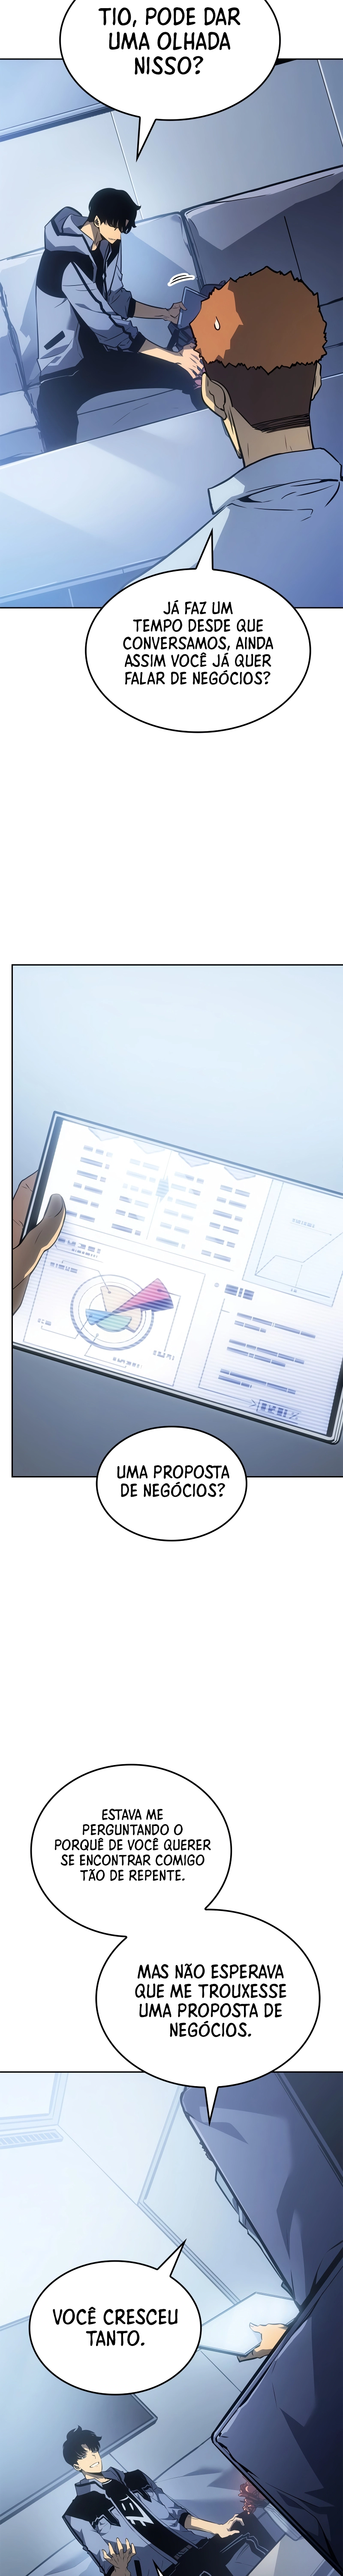 TIO, PODE DAR
UMA OLHADA
NISSO?
JÁ FAZ UM
TEMPO DESDE QUE
CONVERSAMOS, AINDA
ASSIM VOCÊ JÁ QUER
FALAR DE NEGÓCIOS?
UMA PROPOSTA
DE NEGÓCIOS?
ESTAVA ME
PERGUNTANDO O
PORQUÊ DE VOCÊ QUERER
SE ENCONTRAR COMIGO
TÃO DE REPENTE.
MAS NÃO ESPERAVA
QUE ME TROUXESSE
UMA PROPOSTA DE
NEGÓCIOS.
VOCÊ CRESCEU
TANTO.